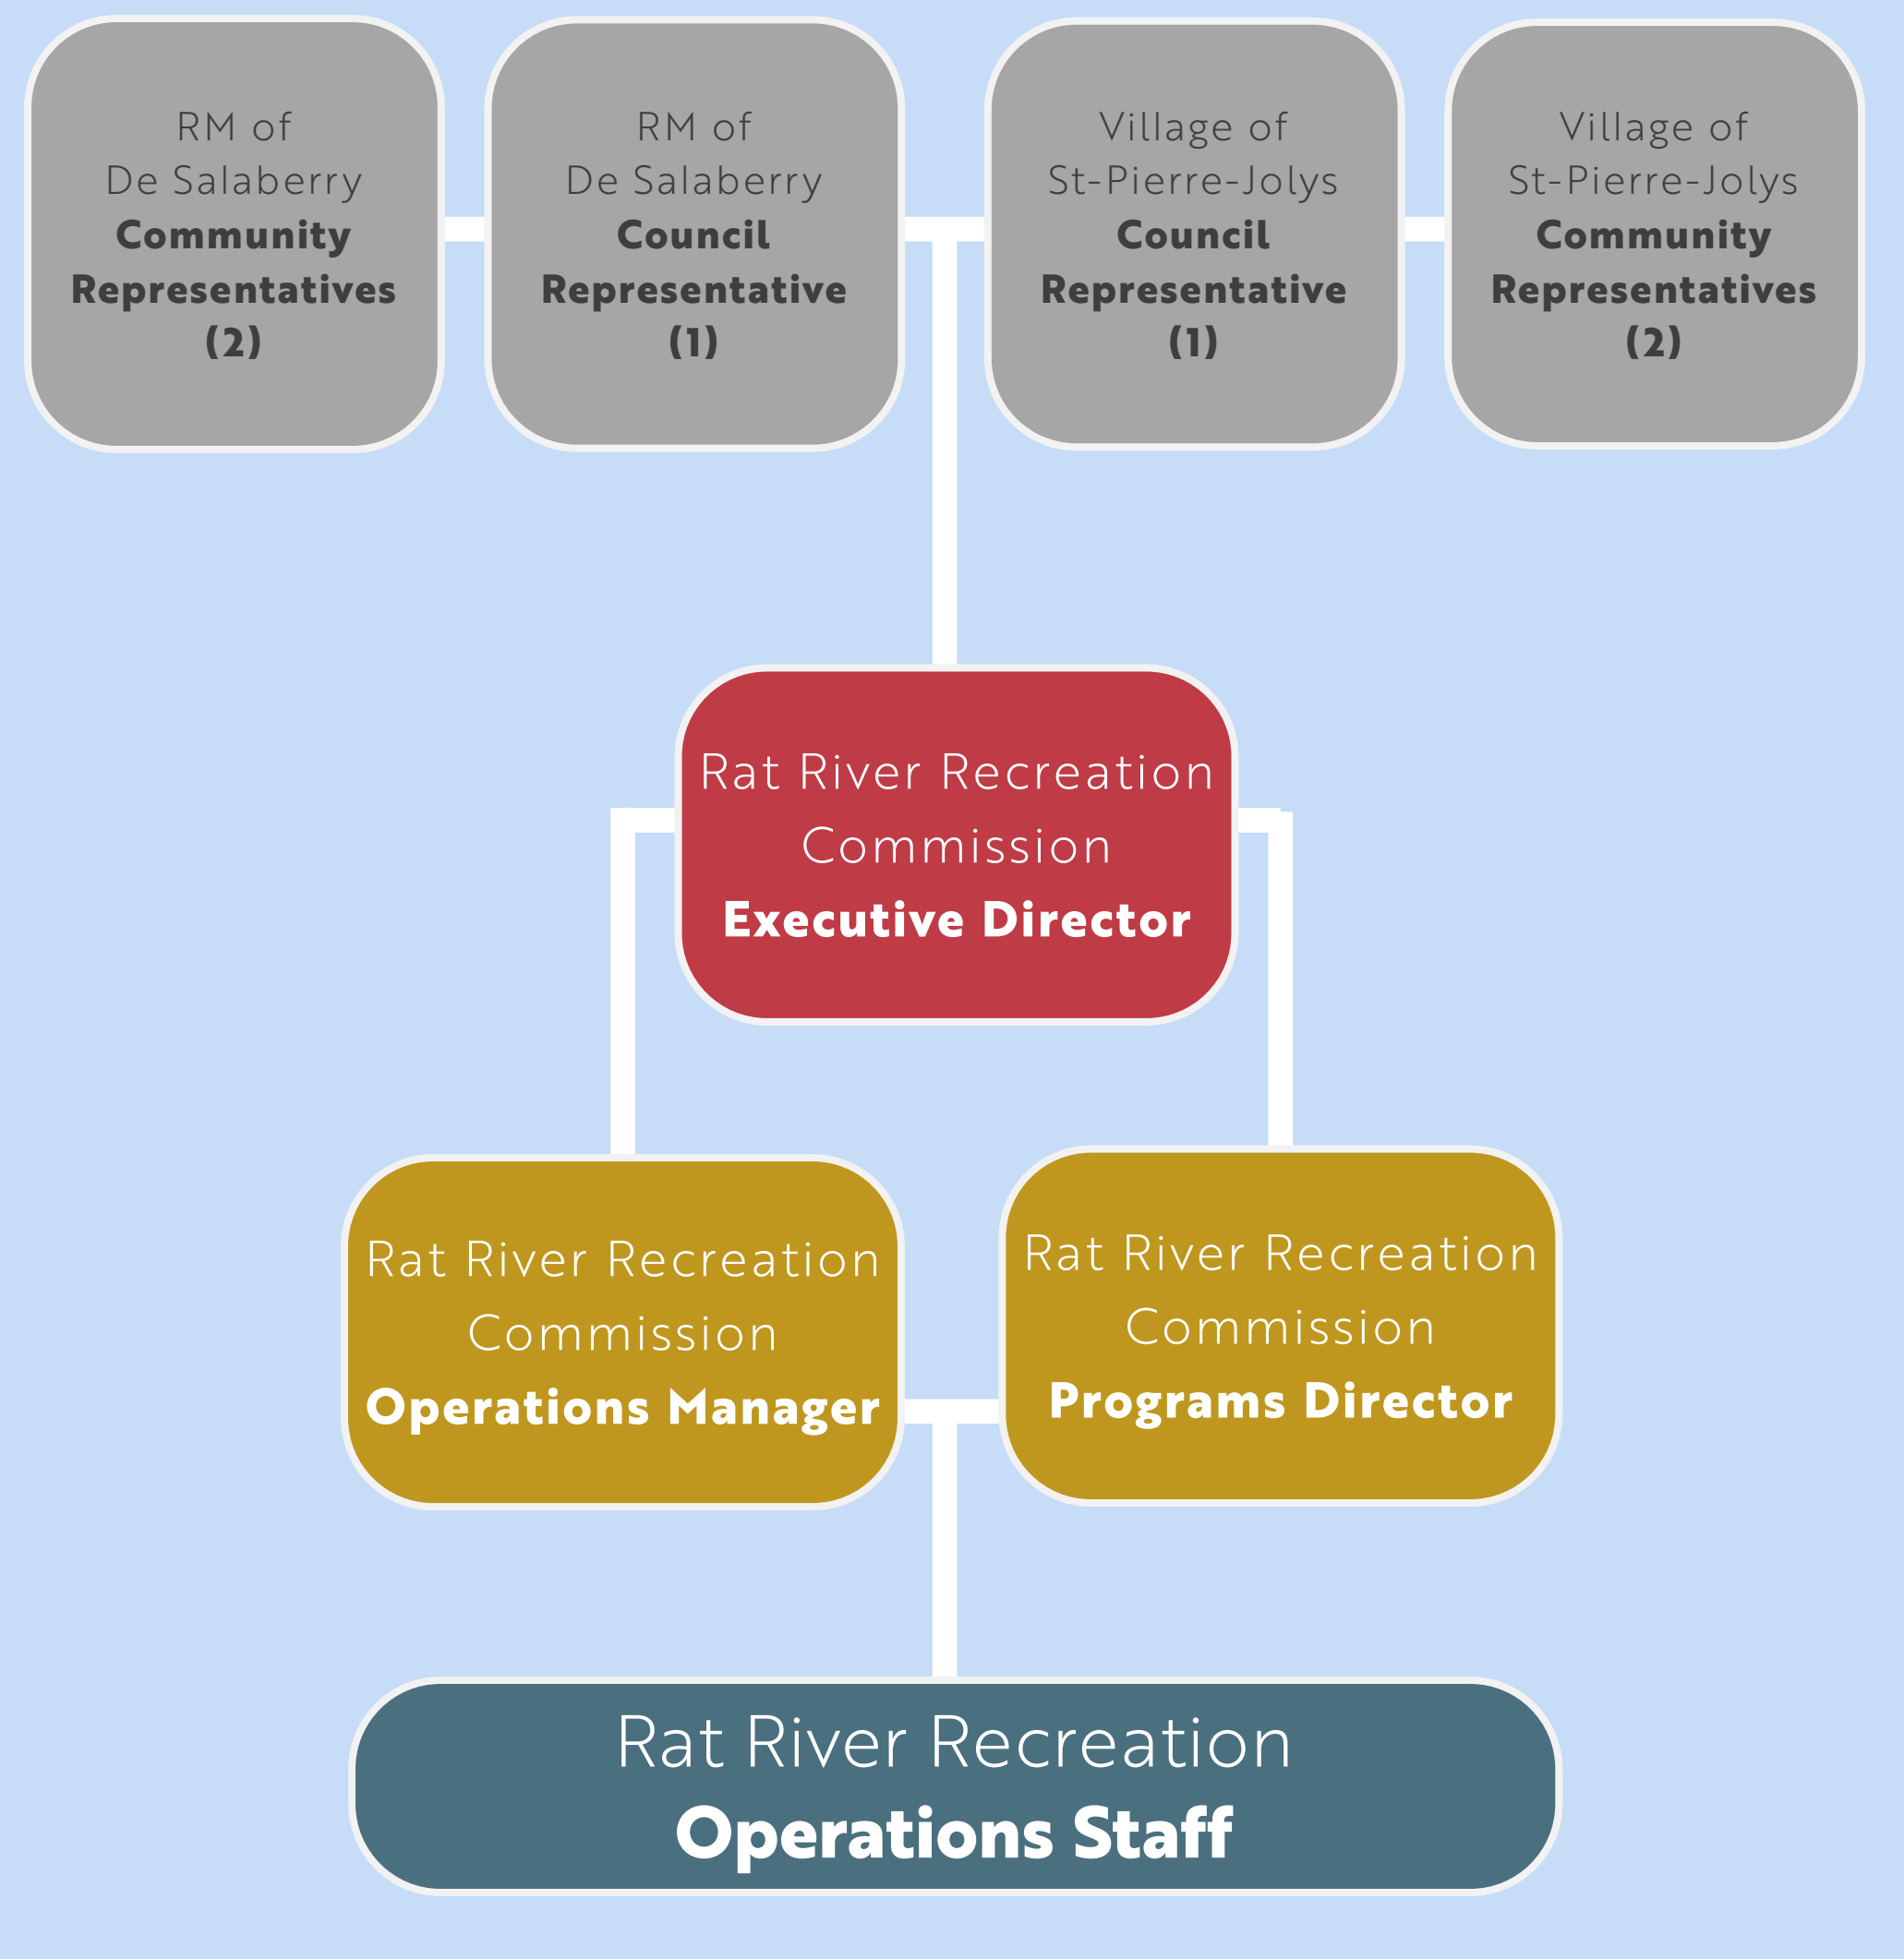 RM of
De Salaberry
Community
Representatives
(2)
RM of
De Salaberry
Council
Representative
(1)
Village of
St-Pierre-Jolys
Council
Representative
(1)
Village of
St-Pierre-Jolys
Community
Representatives
(2)
Rat River Recreation
Commission
Executive Director
Rat River Recreation
Commission
Operations Manager
Rat River Recreation
Commission
Programs Director
Rat River Recreation
Operations Staff